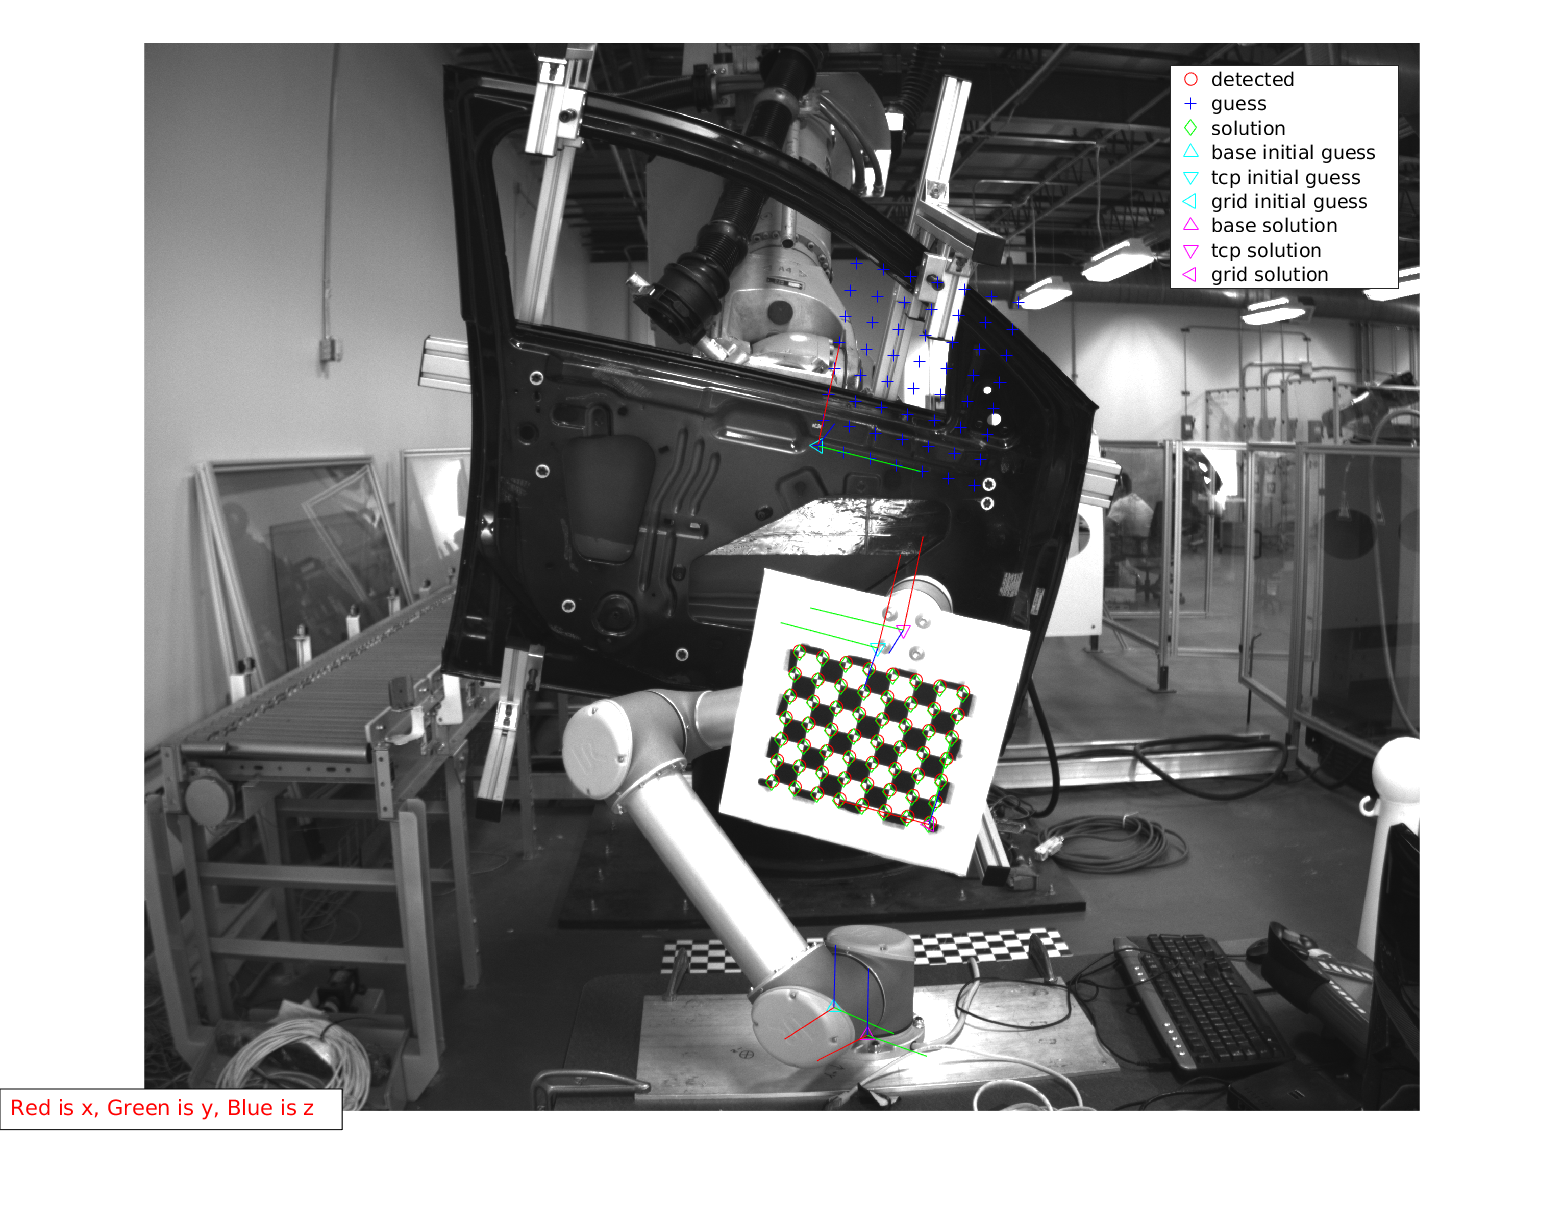 detected
guess
solution
base initial guess
tcp initial guess
grid initial guess
base solution
tcp solution
grid solution
Red is x, Green is y, Blue is z